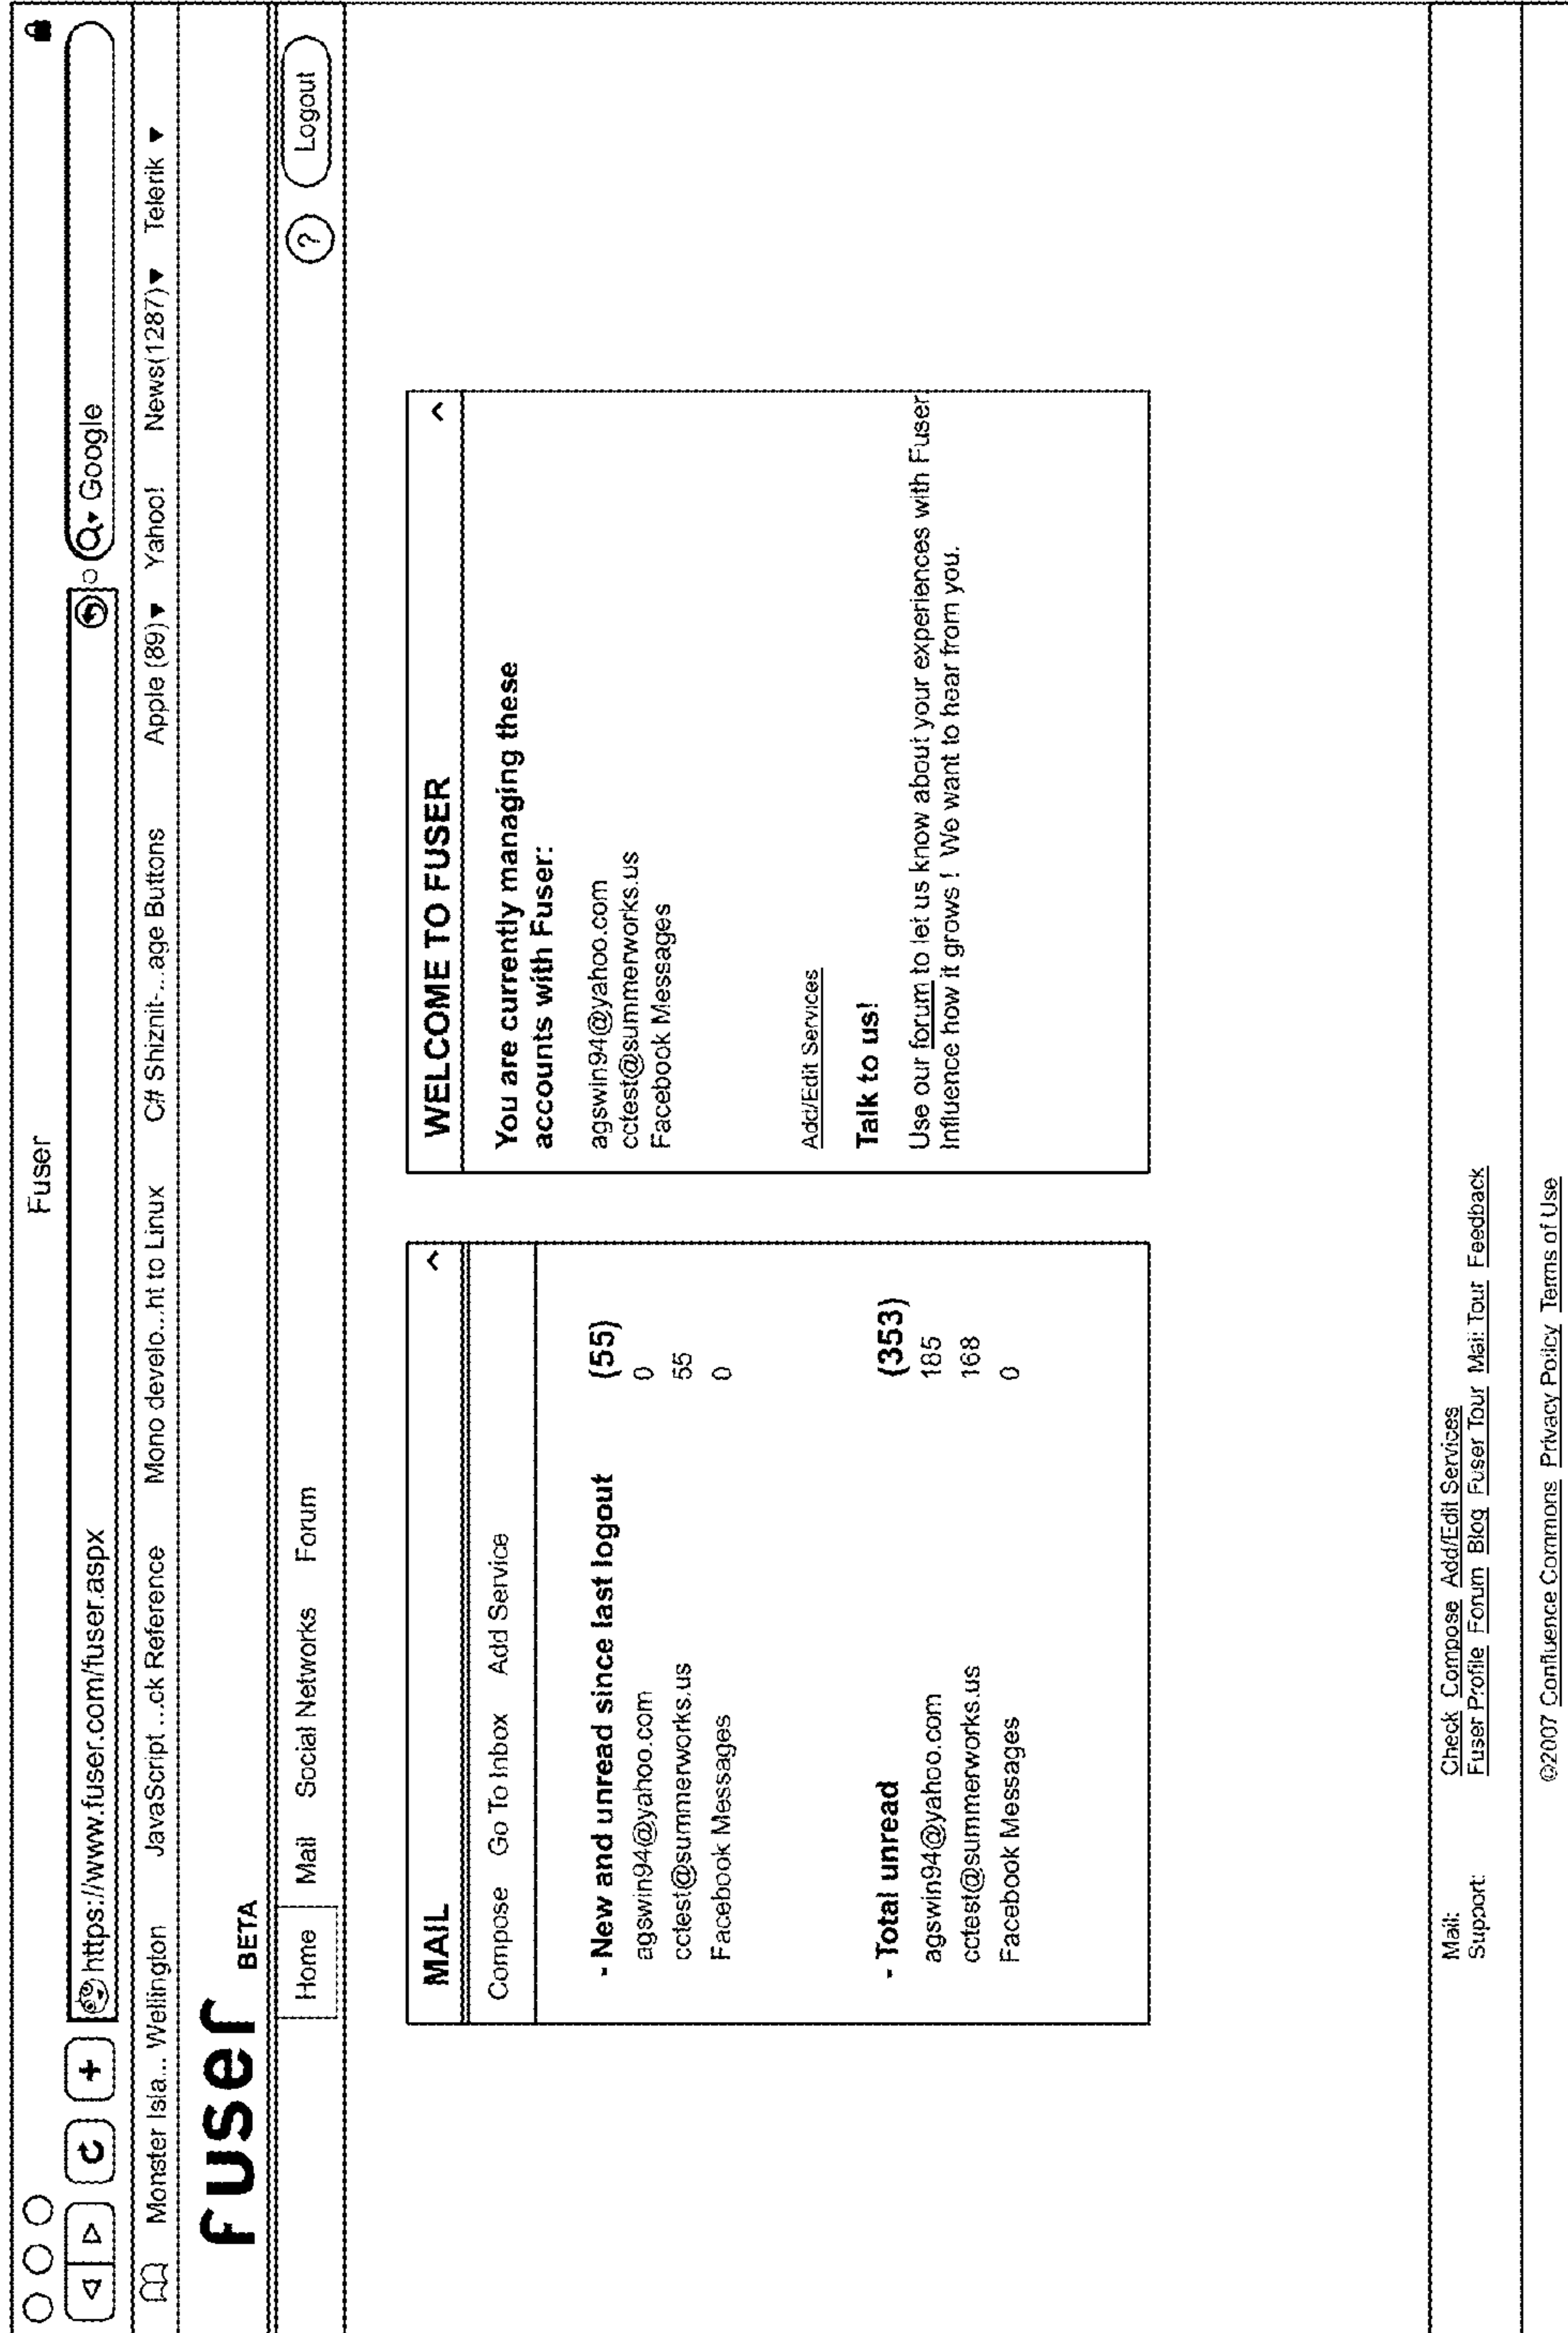 Fuser
https://www.fuser.com/fuser.aspx
Google
Monster Isla... Wellington JavaScript ...ck Reference Mono develo...ht to Linux C# Shiznit-...age Buttons Apple (89) Yahoo! News(1287) Telerik
fuser BETA
Home Mail Social Networks Forum ? Logout
MAIL
Compose Go To Inbox Add Service
- New and unread since last logout (55)
agswin94@yahoo.com 0
cctest@summerworks.us 55
Facebook Messages 0
- Total unread (353)
agswin94@yahoo.com 185
cctest@summerworks.us 168
Facebook Messages 0
WELCOME TO FUSER
You are currently managing these
accounts with Fuser:
agswin94@yahoo.com
cctest@summerworks.us
Facebook Messages
Add/Edit Services
Talk to us!
Use our forum to let us know about your experiences with Fuser
Influence how it grows ! We want to hear from you.
Mail: Check Compose Add/Edit Services
Support: Fuser Profile Forum Blog Fuser Tour Mail Tour Feedback
©2007 Confluence Commons Privacy Policy Terms of Use